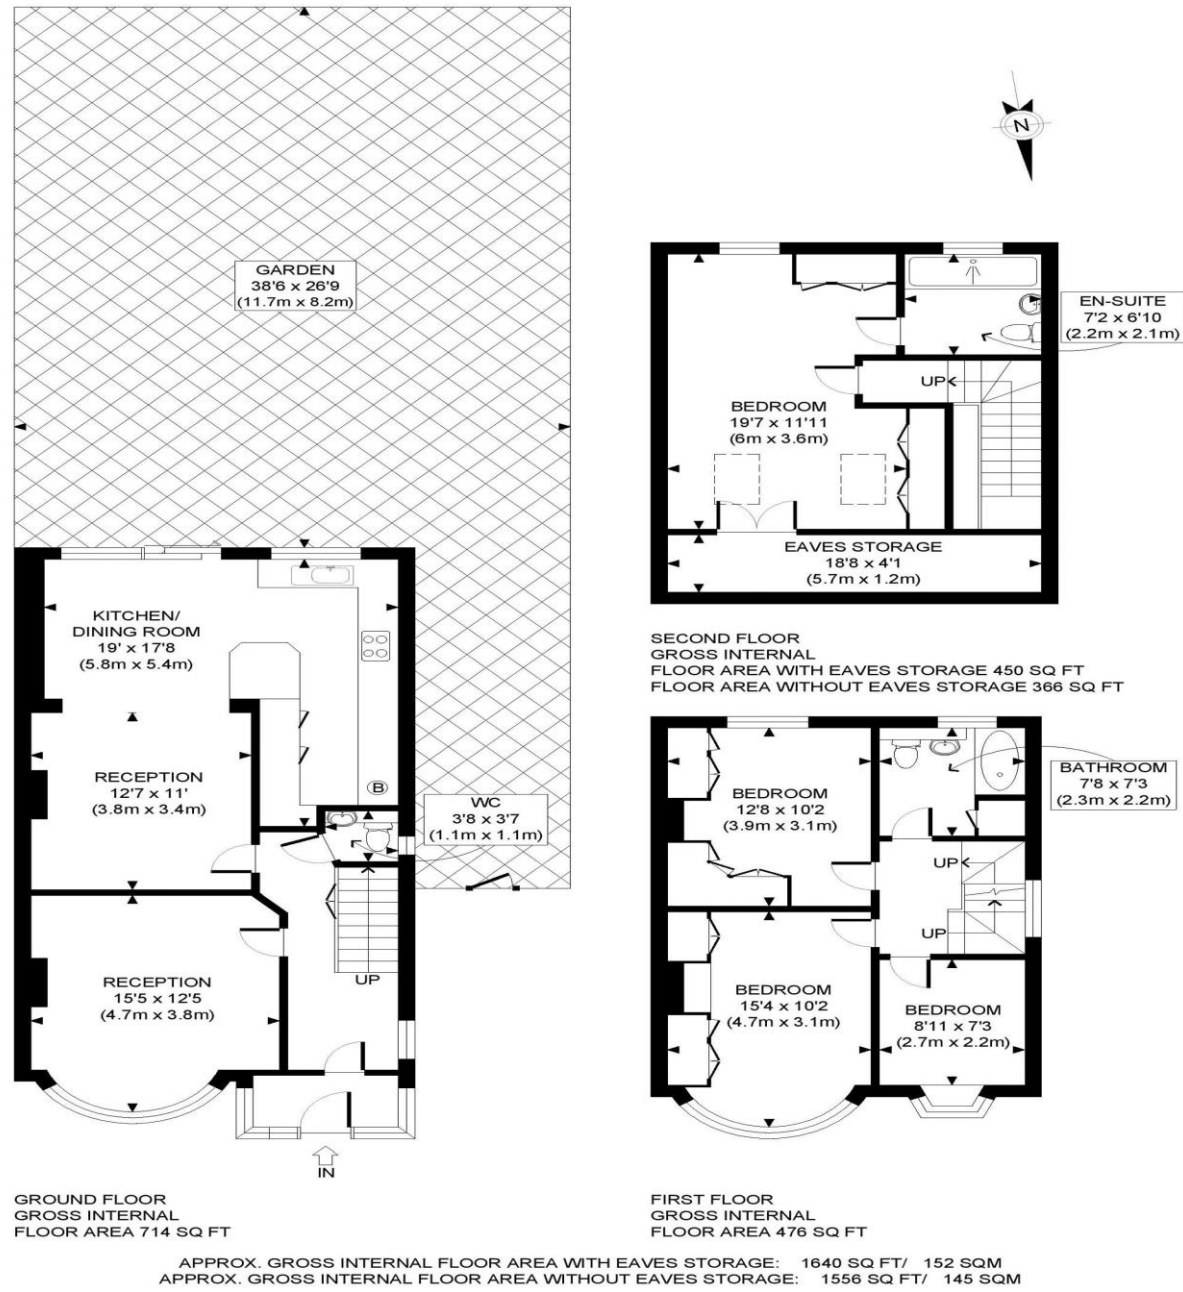 GARDEN
38'6 x 26'9
(11.7m x 8.2m)
N
EN-SUITE
7'2 x 6'10
(2.2m x 2.1m)
UP
BEDROOM
19'7 x 11'11
(6m x 3.6m)
EAVES STORAGE
18'8 x 4'1
(5.7m x 1.2m)
SECOND FLOOR
GROSS INTERNAL
FLOOR AREA WITH EAVES STORAGE 450 SQ FT
FLOOR AREA WITHOUT EAVES STORAGE 366 SQ FT
KITCHEN/
DINING ROOM
19' x 17'8
(5.8m x 5.4m)
RECEPTION
12'7 x 11'
(3.8m x 3.4m)
B
WC
3'8 x 3'7
(1.1m x 1.1m)
UP
RECEPTION
15'5 x 12'5
(4.7m x 3.8m)
IN
BATHROOM
7'8 x 7'3
(2.3m x 2.2m)
BEDROOM
12'8 x 10'2
(3.9m x 3.1m)
UP
UP
BEDROOM
15'4 x 10'2
(4.7m x 3.1m)
BEDROOM
8'11 x 7'3
(2.7m x 2.2m)
GROUND FLOOR
GROSS INTERNAL
FLOOR AREA 714 SQ FT
FIRST FLOOR
GROSS INTERNAL
FLOOR AREA 476 SQ FT
APPROX. GROSS INTERNAL FLOOR AREA WITH EAVES STORAGE: 1640 SQ FT/ 152 SQM
APPROX. GROSS INTERNAL FLOOR AREA WITHOUT EAVES STORAGE: 1556 SQ FT/ 145 SQM